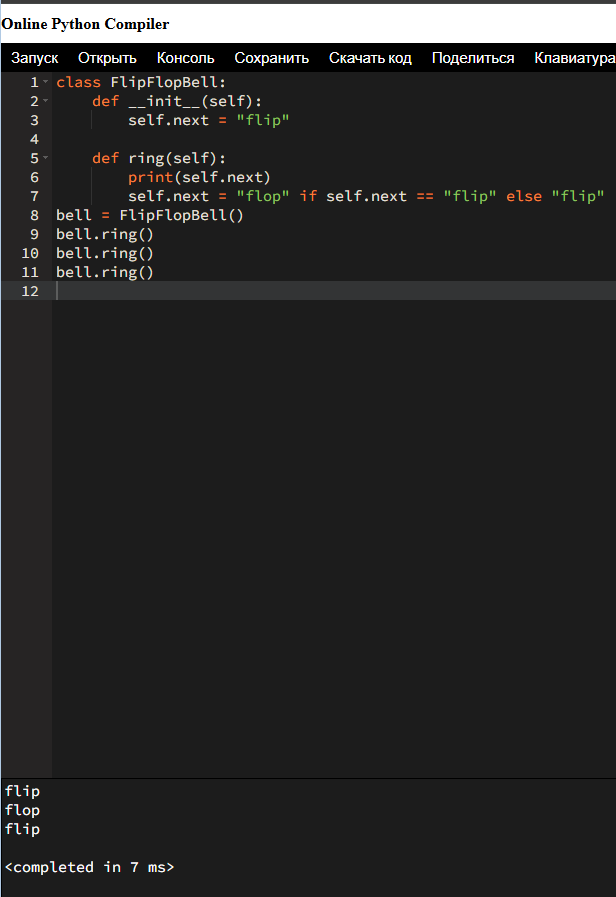 Online Python Compiler
Запуск Открыть Консоль Сохранить Скачать код Поделиться Клавиатура
1 class FlipFlopBell:
2     def __init__(self):
3         self.next = "flip"
4
5     def ring(self):
6         print(self.next)
7         self.next = "flop" if self.next == "flip" else "flip"
8 bell = FlipFlopBell()
9 bell.ring()
10 bell.ring()
11 bell.ring()
12
flip
flop
flip
<completed in 7 ms>